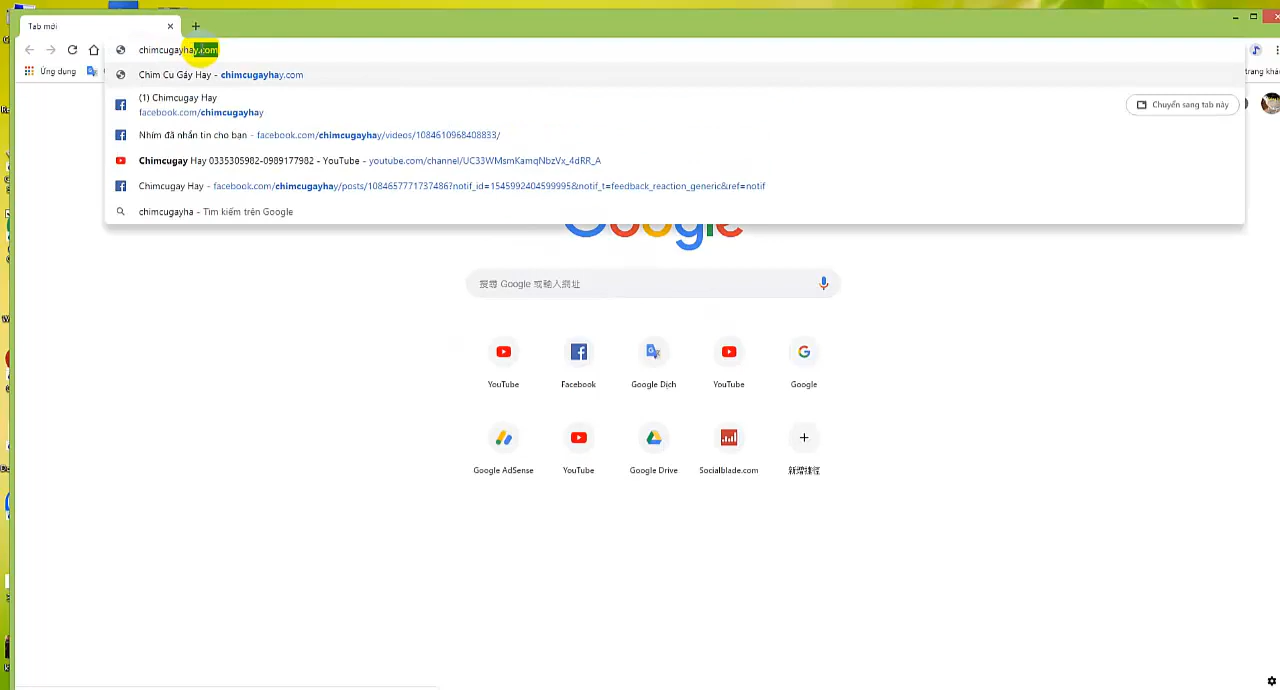 Tab mới
chimcugayhay.com
Ứng dụng
trang khác
Chim Cu Gáy Hay - chimcugayhay.com
(1) Chimcugay Hay
facebook.com/chimcugayhay
Chuyển sang tab này
Nhím đã nhắn tin cho bạn - facebook.com/chimcugayhay/videos/1084610968408833/
Chimcugay Hay 0335305982-0989177982 - YouTube - youtube.com/channel/UC33WMsmKamqNbzVx_4dRR_A
Chimcugay Hay - facebook.com/chimcugayhay/posts/1084657771737486?notif_id=1545992404599995&notif_t=feedback_reaction_generic&ref=notif
chimcugayha - Tìm kiếm trên Google
Google
搜尋 Google 或輸入網址
YouTube
Facebook
Google Dịch
YouTube
Google
Google AdSense
YouTube
Google Drive
Socialblade.com
新增捷徑